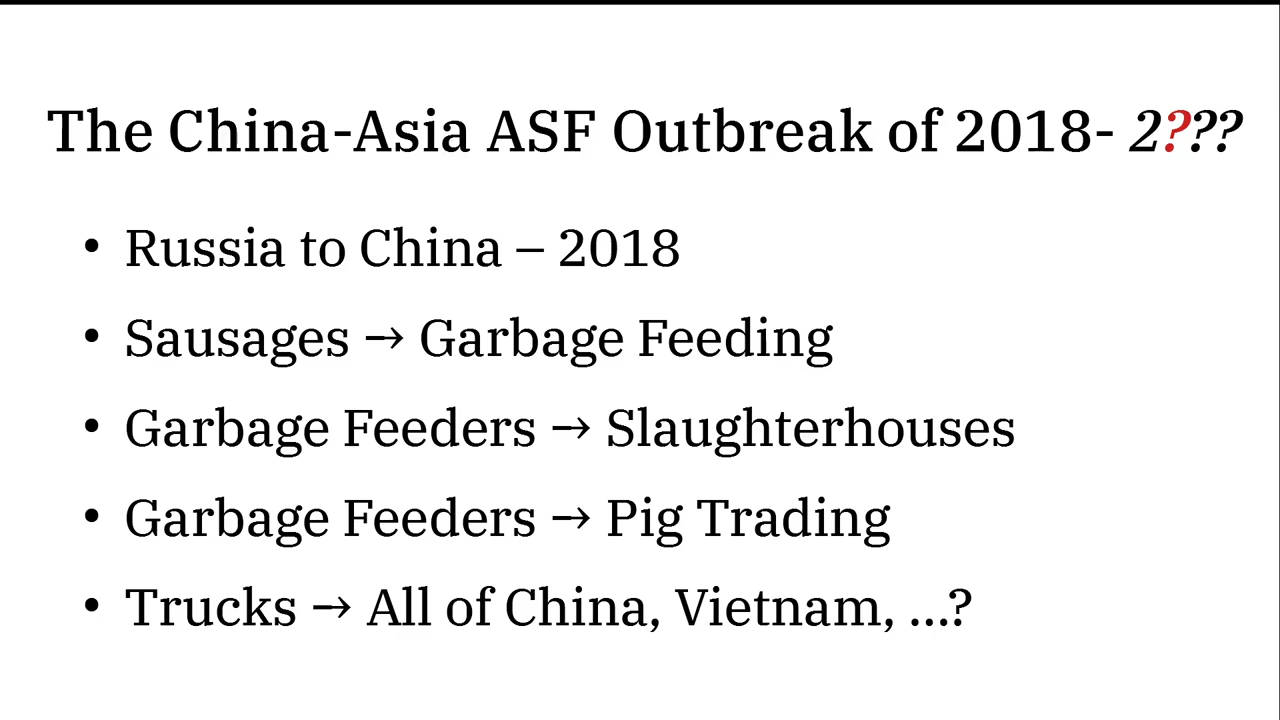 The China-Asia ASF Outbreak of 2018- 2???
• Russia to China – 2018
• Sausages → Garbage Feeding
• Garbage Feeders → Slaughterhouses
• Garbage Feeders → Pig Trading
• Trucks → All of China, Vietnam, ...?